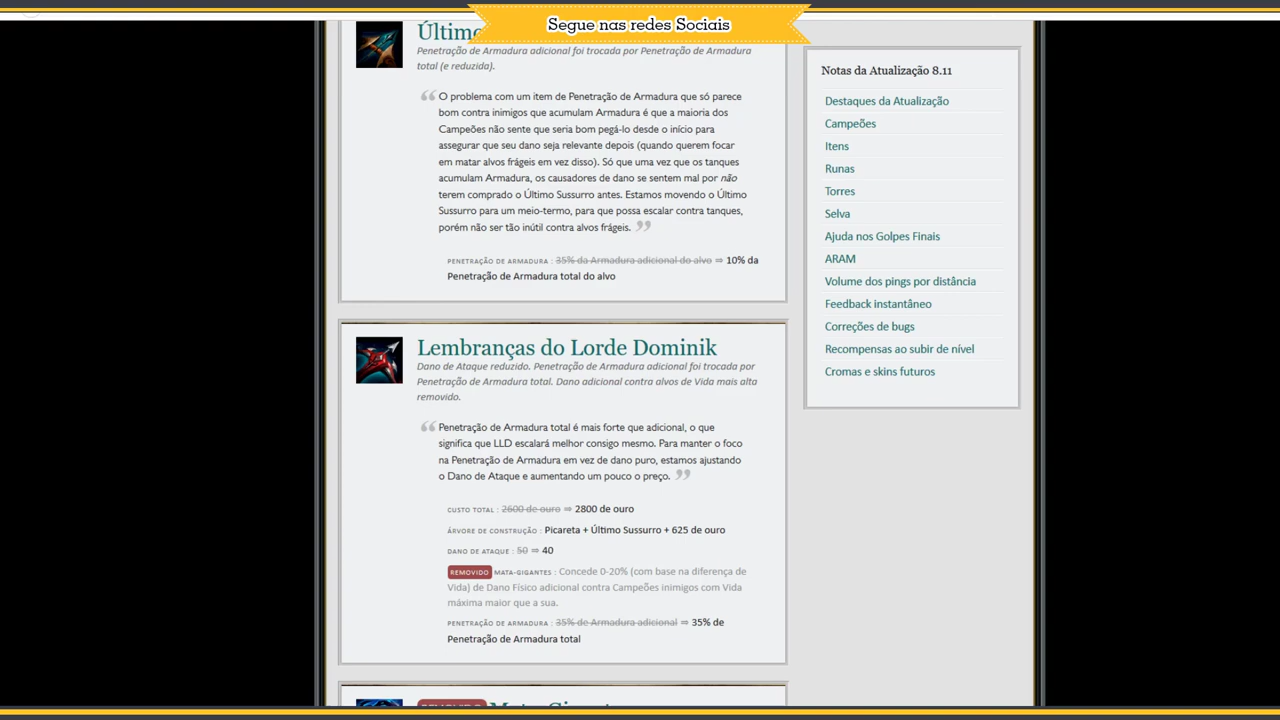 Segue nas redes Sociais
Último
Penetração de Armadura adicional foi trocada por Penetração de Armadura
total (e reduzida).
“ O problema com um item de Penetração de Armadura que só parece
bom contra inimigos que acumulam Armadura é que a maioria dos
Campeões não sente que seria bom pegá-lo desde o início para
assegurar que seu dano seja relevante depois (quando querem focar
em matar alvos frágeis em vez disso). Só que uma vez que os tanques
acumulam Armadura, os causadores de dano se sentem mal por não
terem comprado o Último Sussurro antes. Estamos movendo o Último
Sussurro para um meio-termo, para que possa escalar contra tanques,
porém não ser tão inútil contra alvos frágeis. ”
PENETRAÇÃO DE ARMADURA : 35% da Armadura adicional do alvo ⇒ 10% da
Penetração de Armadura total do alvo
Lembranças do Lorde Dominik
Dano de Ataque reduzido. Penetração de Armadura adicional foi trocada por
Penetração de Armadura total. Dano adicional contra alvos de Vida mais alta
removido.
“ Penetração de Armadura total é mais forte que adicional, o que
significa que LLD escalará melhor consigo mesmo. Para manter o foco
na Penetração de Armadura em vez de dano puro, estamos ajustando
o Dano de Ataque e aumentando um pouco o preço. ”
CUSTO TOTAL : 2600 de ouro ⇒ 2800 de ouro
ÁRVORE DE CONSTRUÇÃO : Picareta + Último Sussurro + 625 de ouro
DANO DE ATAQUE : 50 ⇒ 40
REMOVIDO MATA-GIGANTES : Concede 0-20% (com base na diferença de
Vida) de Dano Físico adicional contra Campeões inimigos com Vida
máxima maior que a sua.
PENETRAÇÃO DE ARMADURA : 35% de Armadura adicional ⇒ 35% de
Penetração de Armadura total
Notas da Atualização 8.11
Destaques da Atualização
Campeões
Itens
Runas
Torres
Selva
Ajuda nos Golpes Finais
ARAM
Volume dos pings por distância
Feedback instantâneo
Correções de bugs
Recompensas ao subir de nível
Cromas e skins futuros